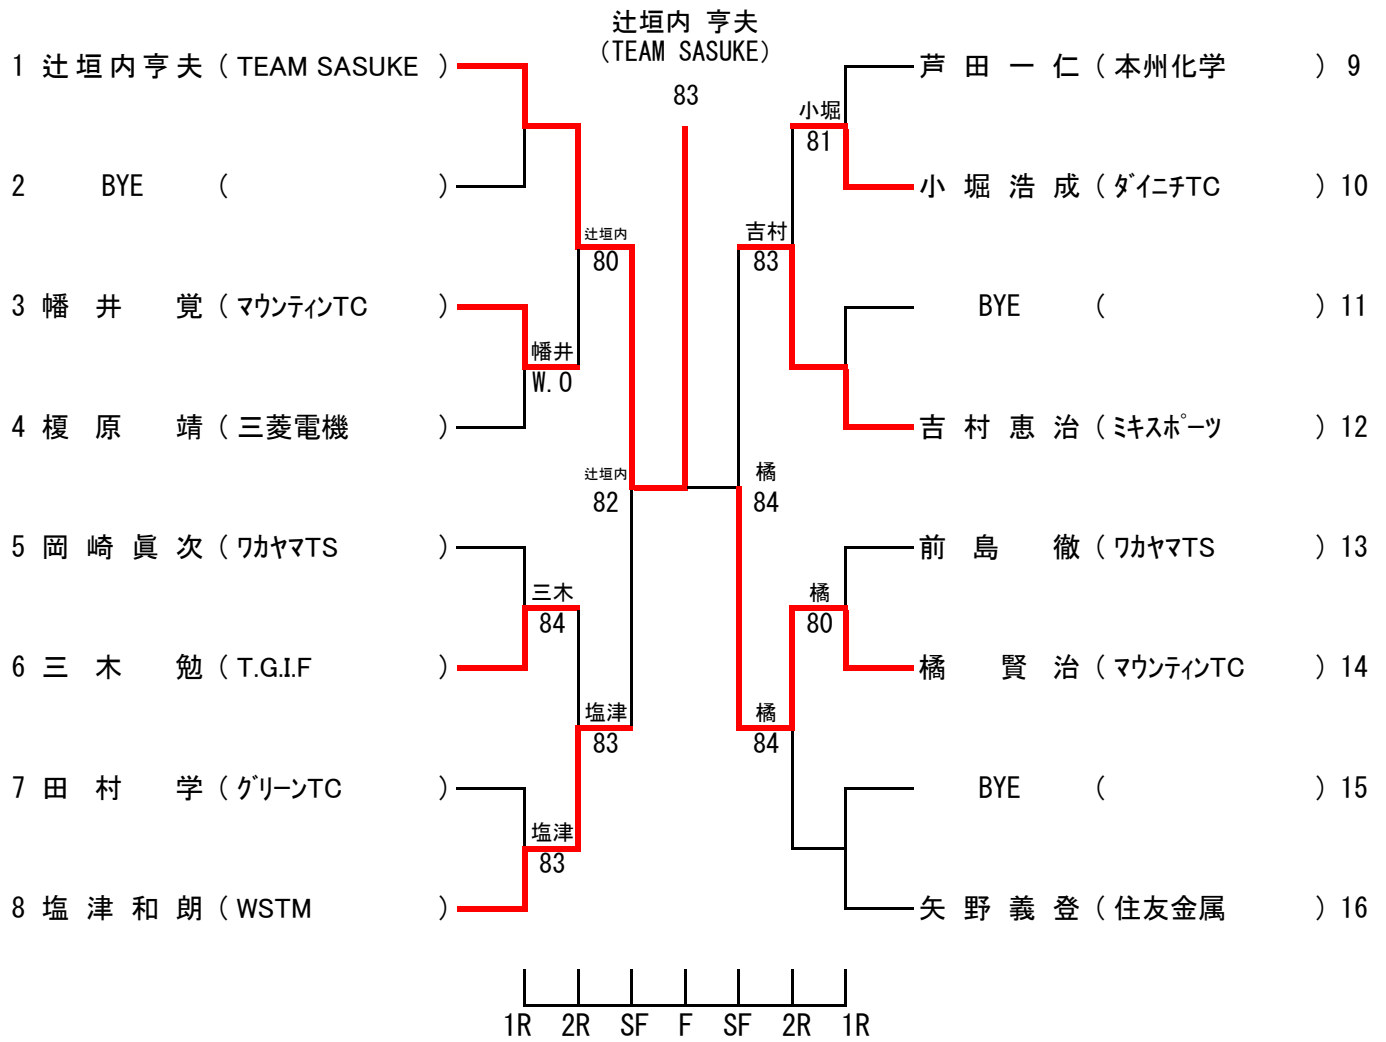 辻垣内 亨夫
(TEAM SASUKE)
83
1 辻垣内亨夫 ( TEAM SASUKE )
2 BYE ( )
3 幡井 覚 ( マウンティンTC )
4 榎原 靖 ( 三菱電機 )
5 岡崎眞次 ( ワカヤマTS )
6 三木 勉 ( T.G.I.F )
7 田村 学 ( グリーンTC )
8 塩津和朗 ( WSTM )
辻垣内
80
幡井
W.O
辻垣内
82
三木
84
塩津
83
塩津
83
小堀
81
吉村
83
橘
84
橘
80
橘
84
芦田一仁 ( 本州化学 ) 9
小堀浩成 ( ダイニチTC ) 10
BYE ( ) 11
吉村恵治 ( ミキスポーツ ) 12
前島 徹 ( ワカヤマTS ) 13
橘 賢治 ( マウンティンTC ) 14
BYE ( ) 15
矢野義登 ( 住友金属 ) 16
1R 2R SF F SF 2R 1R